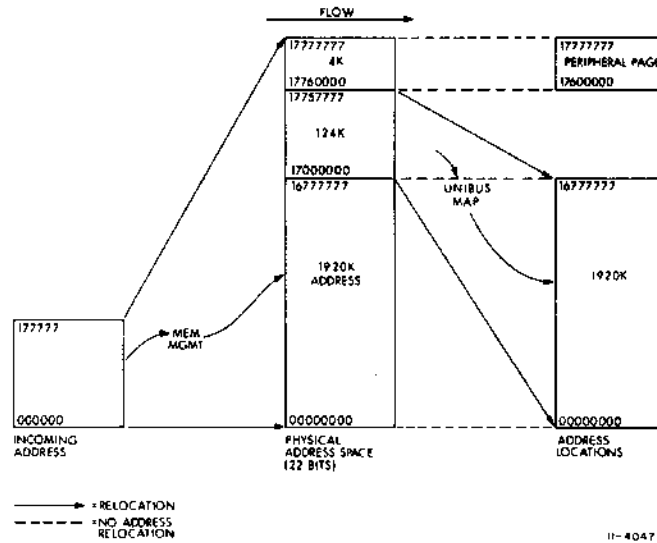 FLOW
17777777
4K
17760000
17757777
124K
17000000
16777777
1920K
ADDRESS
00000000
PHYSICAL
ADDRESS SPACE
(22 BITS)
177777
000000
INCOMING
ADDRESS
MEM
MGMT
UNIBUS
MAP
17777777
PERIPHERAL PAGE
17600000
16777777
1920K
00000000
ADDRESS
LOCATIONS
=RELOCATION
=NO ADDRESS
RELOCATION
11-4047